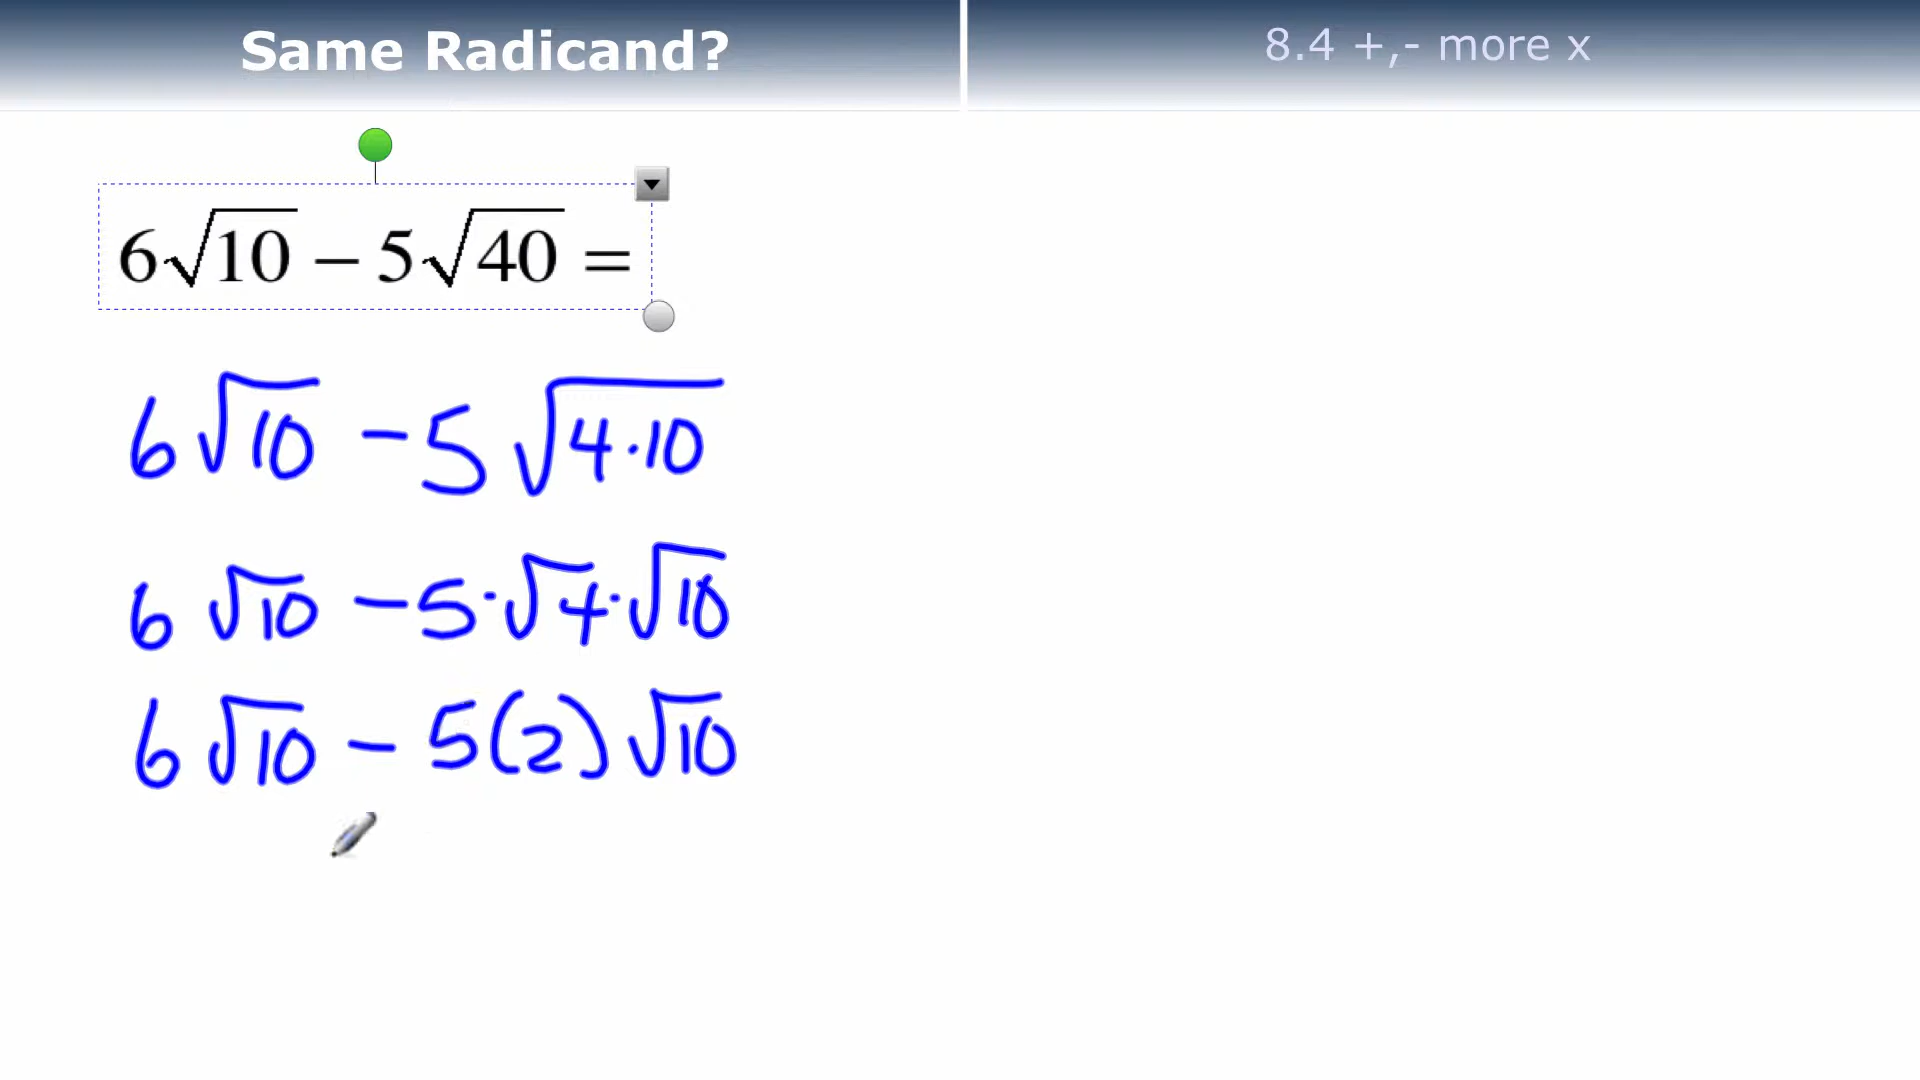 Same Radicand?
8.4 +,- more x
6√10 − 5√40 =
6√10 − 5√4·10
6√10 − 5·√4·√10
6√10 − 5(2)√10